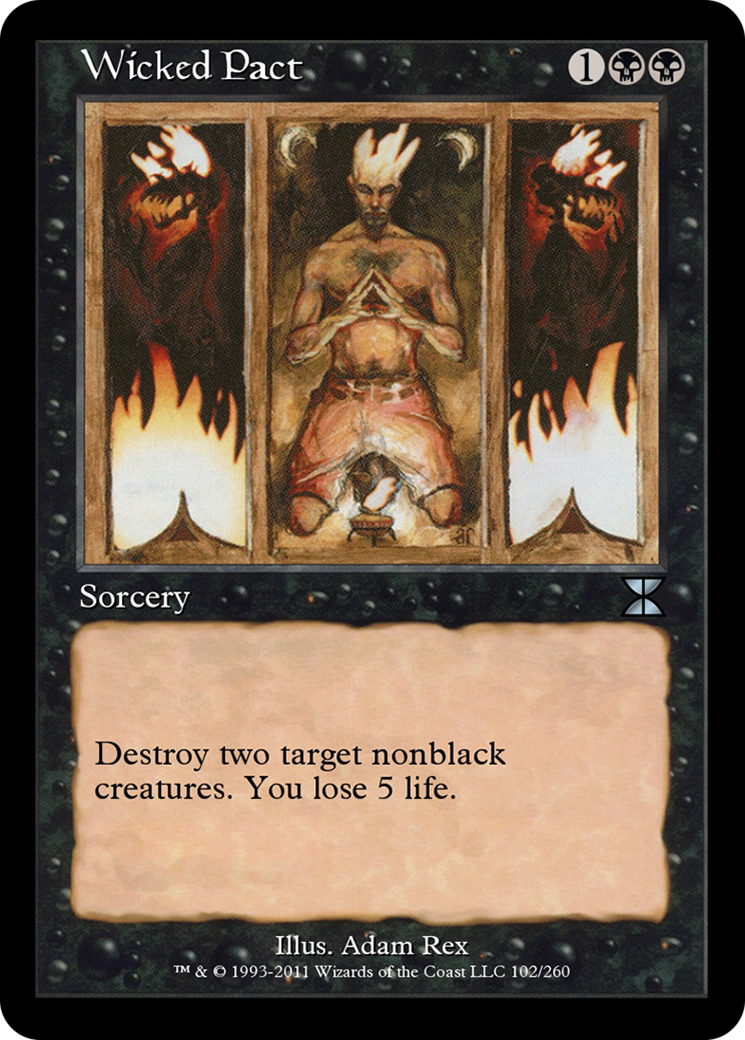 Wicked Pact
1
Sorcery
Destroy two target nonblack
creatures. You lose 5 life.
Illus. Adam Rex
™ & © 1993-2011 Wizards of the Coast LLC 102/260